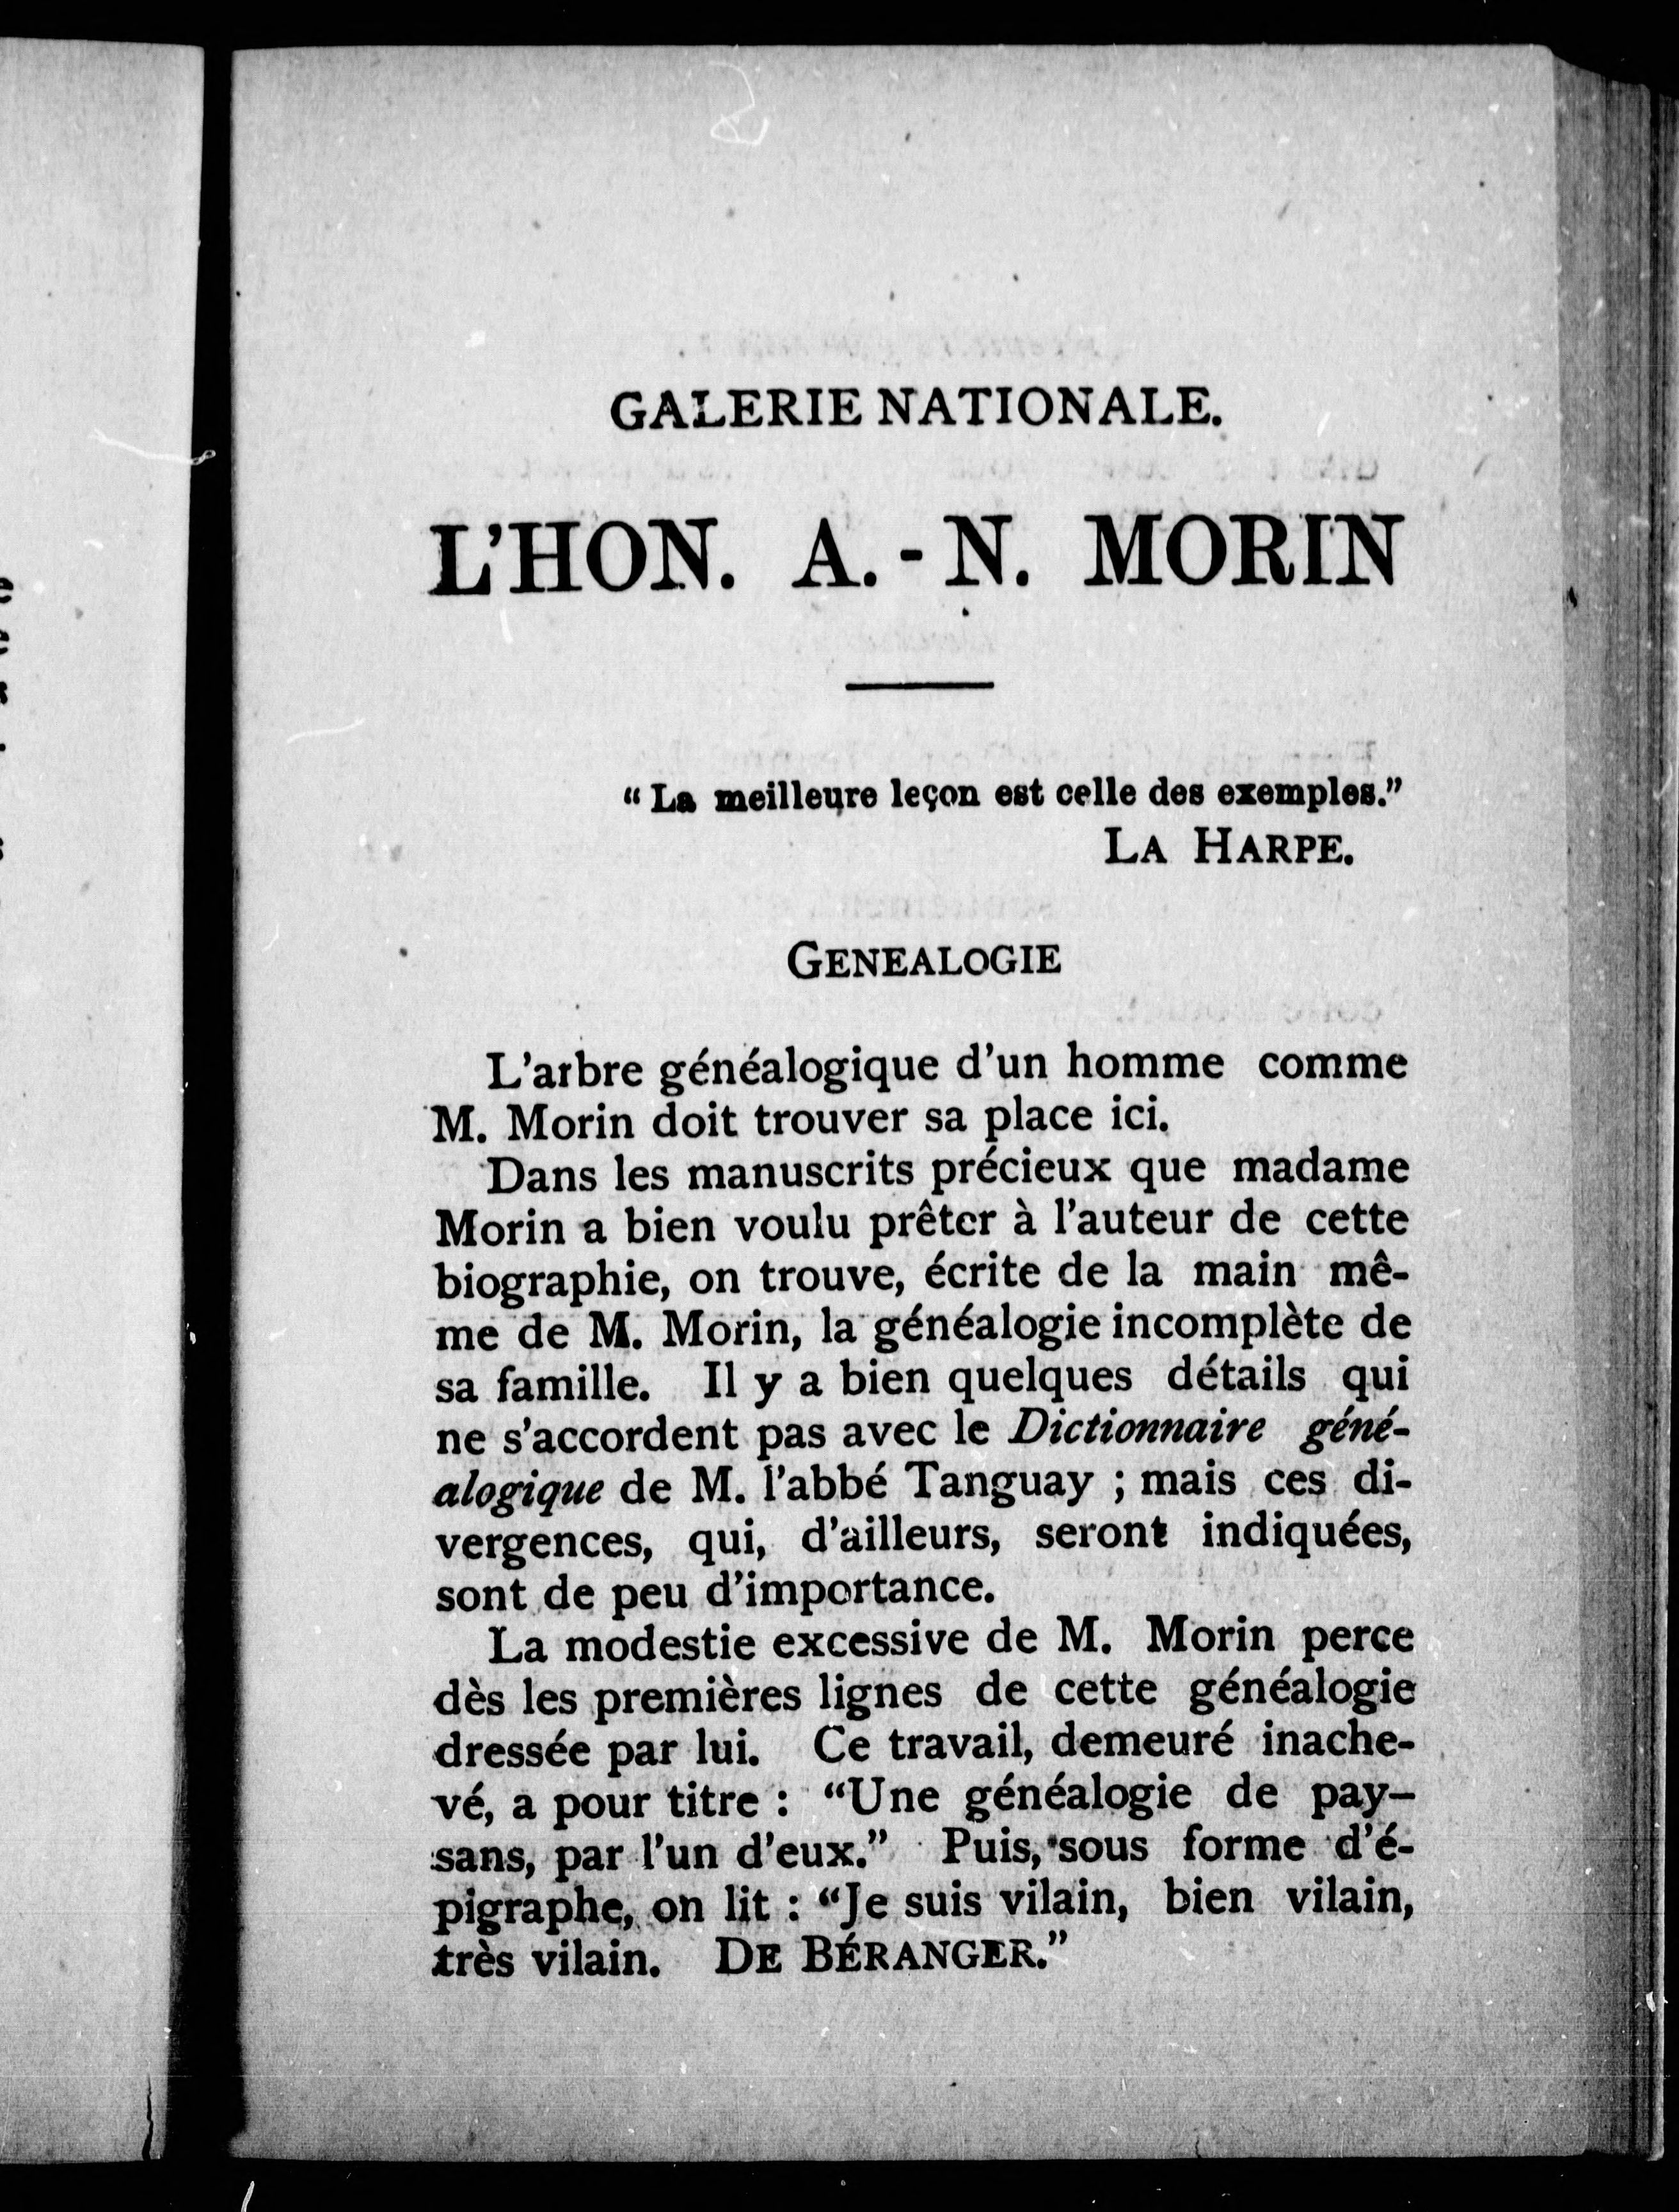 GALERIE NATIONALE.
L'HON. A.-N. MORIN
“La meilleure leçon est celle des exemples.”
LA HARPE.
GENEALOGIE
L'arbre généalogique d'un homme comme
M. Morin doit trouver sa place ici.
Dans les manuscrits précieux que madame
Morin a bien voulu prêter à l'auteur de cette
biographie, on trouve, écrite de la main mê-
me de M. Morin, la généalogie incomplète de
sa famille. Il y a bien quelques détails qui
ne s'accordent pas avec le Dictionnaire géné-
alogique de M. l'abbé Tanguay ; mais ces di-
vergences, qui, d'ailleurs, seront indiquées,
sont de peu d'importance.
La modestie excessive de M. Morin perce
dès les premières lignes de cette généalogie
dressée par lui. Ce travail, demeuré inache-
vé, a pour titre : “Une généalogie de pay-
sans, par l'un d'eux.” Puis, sous forme d'é-
pigraphe, on lit : “Je suis vilain, bien vilain,
très vilain. DE BÉRANGER.”